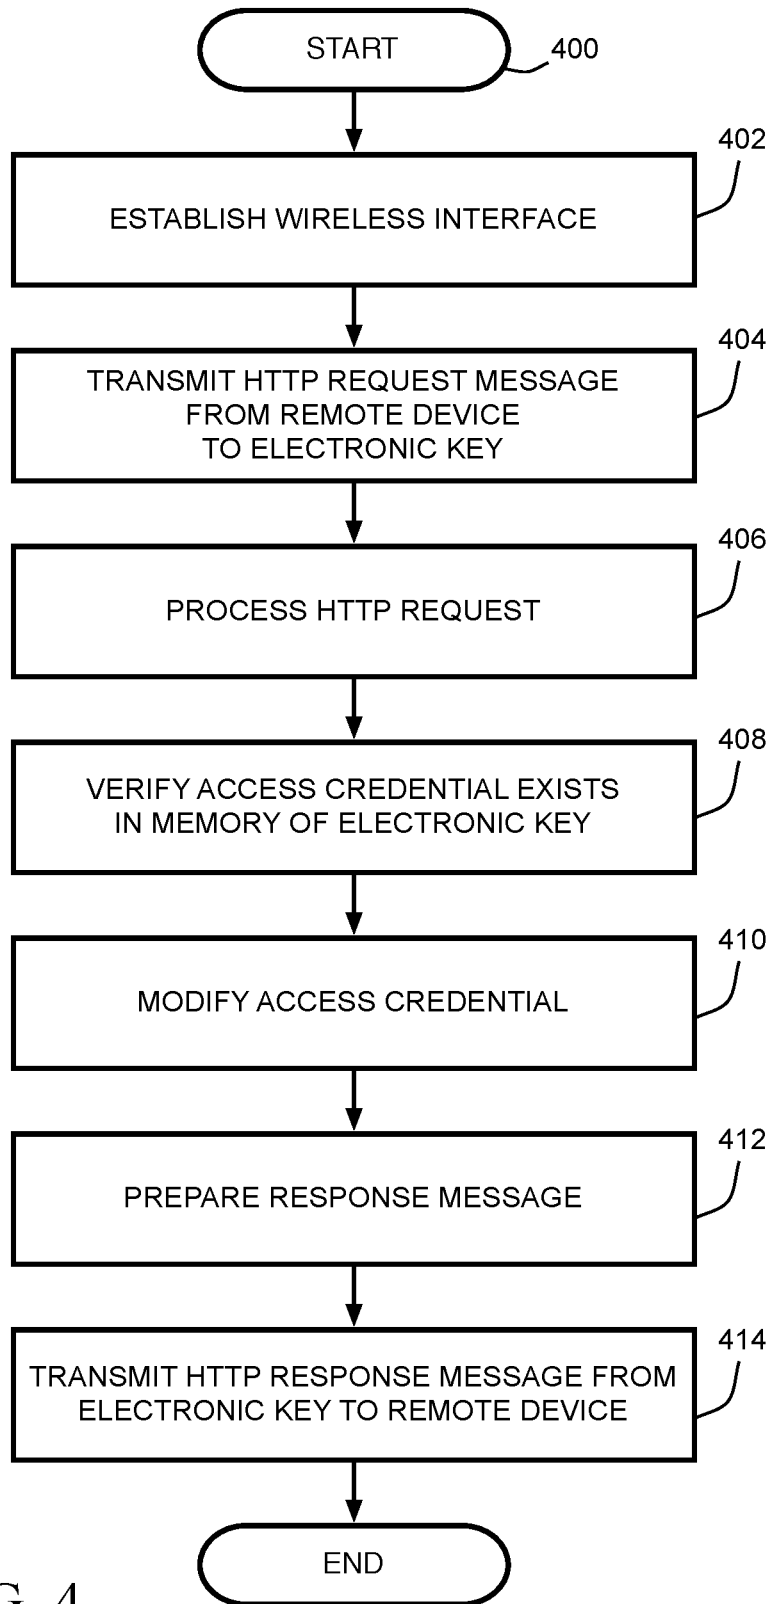 START
400
402
ESTABLISH WIRELESS INTERFACE
404
TRANSMIT HTTP REQUEST MESSAGE
FROM REMOTE DEVICE
TO ELECTRONIC KEY
406
PROCESS HTTP REQUEST
408
VERIFY ACCESS CREDENTIAL EXISTS
IN MEMORY OF ELECTRONIC KEY
410
MODIFY ACCESS CREDENTIAL
412
PREPARE RESPONSE MESSAGE
414
TRANSMIT HTTP RESPONSE MESSAGE FROM
ELECTRONIC KEY TO REMOTE DEVICE
END
4